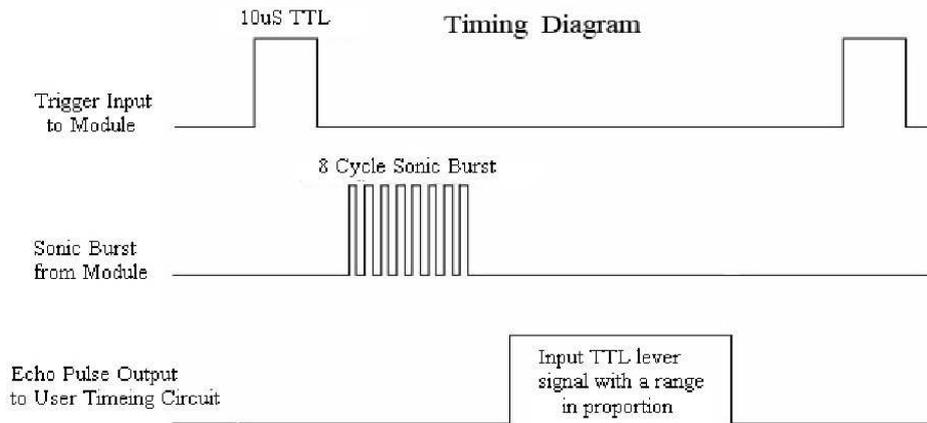 10uS TTL
Timing Diagram
Trigger Input
to Module
8 Cycle Sonic Burst
Sonic Burst
from Module
Echo Pulse Output
to User Timeing Circuit
Input TTL lever
signal with a range
in proportion